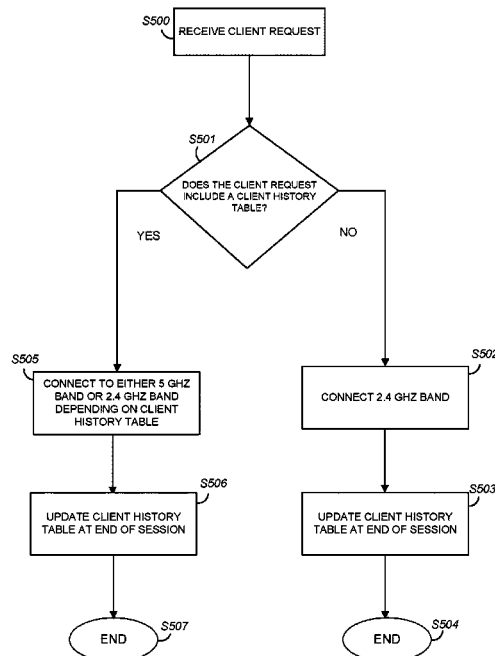 S500
RECEIVE CLIENT REQUEST
S501
DOES THE CLIENT REQUEST
INCLUDE A CLIENT HISTORY
TABLE?
YES
NO
S505
CONNECT TO EITHER 5 GHZ
BAND OR 2.4 GHZ BAND
DEPENDING ON CLIENT
HISTORY TABLE
S502
CONNECT 2.4 GHZ BAND
S506
UPDATE CLIENT HISTORY
TABLE AT END OF SESSION
S503
UPDATE CLIENT HISTORY
TABLE AT END OF SESSION
END
S507
END
S504